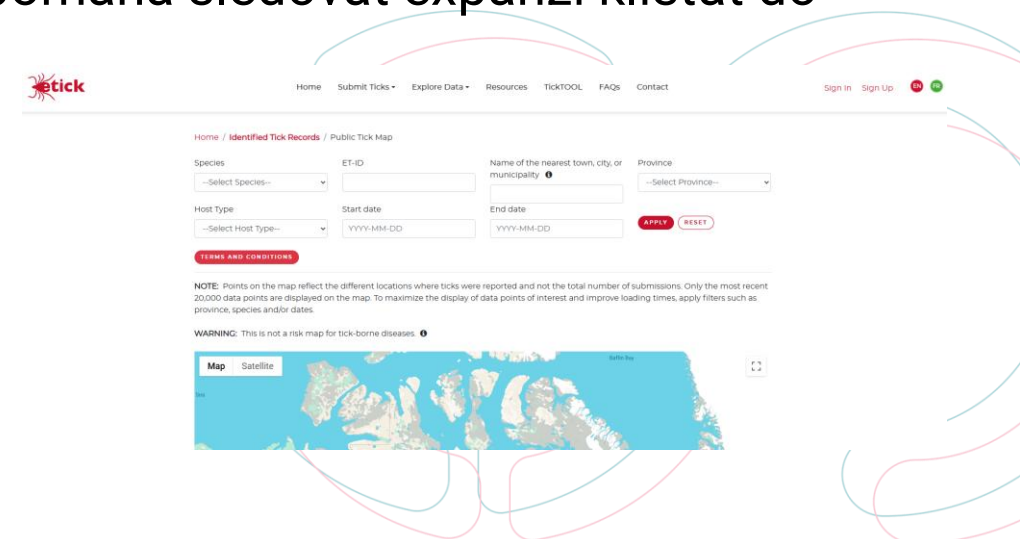 sledovat expanzi klíšťat do
etick
Home Submit Ticks Explore Data Resources TickTOOL FAQs Contact
Sign In Sign Up EN FR
Home / Identified Tick Records / Public Tick Map
Species ET-ID Name of the nearest town, city, or Province
municipality
--Select Species-- --Select Province--
Host Type Start date End date
--Select Host Type-- YYYY-MM-DD YYYY-MM-DD APPLY RESET
TERMS AND CONDITIONS
NOTE: Points on the map reflect the different locations where ticks were reported and not the total number of submissions. Only the most recent
20,000 data points are displayed on the map. To maximize the display of data points of interest and improve loading times, apply filters such as
province, species and/or dates.
WARNING: This is not a risk map for tick-borne diseases.
Map Satellite
Baffin Bay